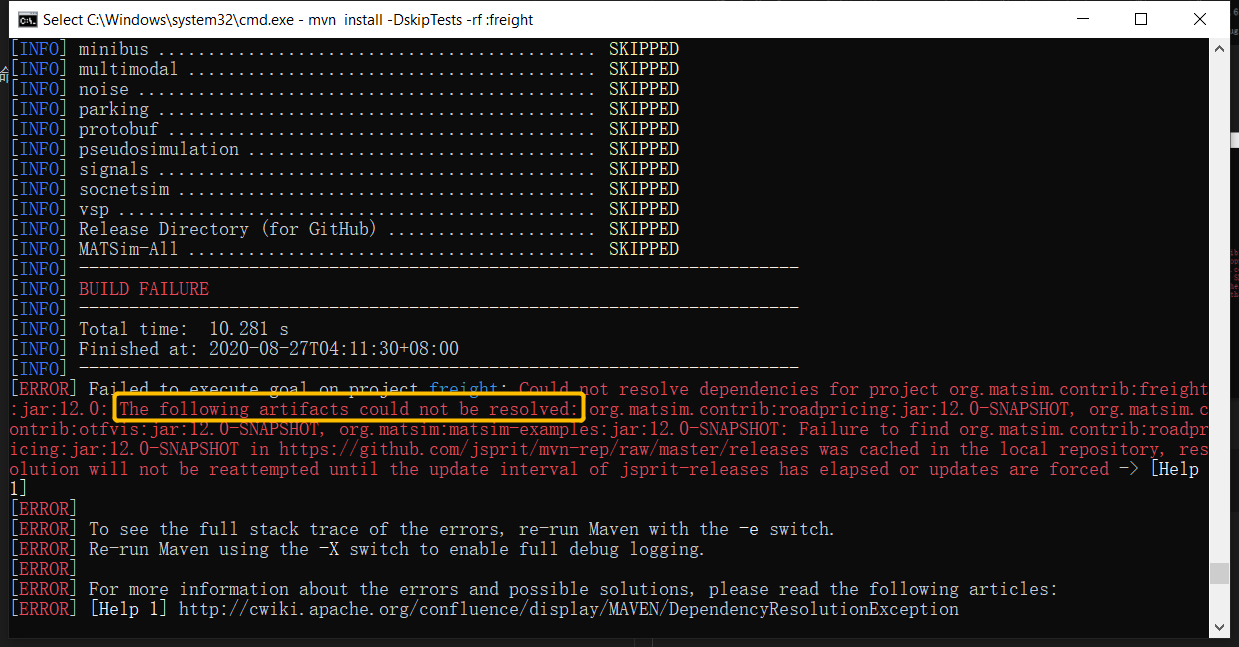 Select C:\Windows\system32\cmd.exe - mvn  install -DskipTests -rf :freight
[INFO] minibus ............................................ SKIPPED
[INFO] multimodal ......................................... SKIPPED
[INFO] noise .............................................. SKIPPED
[INFO] parking ............................................ SKIPPED
[INFO] protobuf ........................................... SKIPPED
[INFO] pseudosimulation ................................... SKIPPED
[INFO] signals ............................................ SKIPPED
[INFO] socnetsim .......................................... SKIPPED
[INFO] vsp ................................................ SKIPPED
[INFO] Release Directory (for GitHub) ..................... SKIPPED
[INFO] MATSim-All ......................................... SKIPPED
[INFO] ------------------------------------------------------------------------
[INFO] BUILD FAILURE
[INFO] ------------------------------------------------------------------------
[INFO] Total time:  10.281 s
[INFO] Finished at: 2020-08-27T04:11:30+08:00
[INFO] ------------------------------------------------------------------------
[ERROR] Failed to execute goal on project freight: Could not resolve dependencies for project org.matsim.contrib:freight
:jar:12.0: The following artifacts could not be resolved: org.matsim.contrib:roadpricing:jar:12.0-SNAPSHOT, org.matsim.c
ontrib:otfvis:jar:12.0-SNAPSHOT, org.matsim:matsim-examples:jar:12.0-SNAPSHOT: Failure to find org.matsim.contrib:roadpr
icing:jar:12.0-SNAPSHOT in https://github.com/jsprit/mvn-rep/raw/master/releases was cached in the local repository, res
olution will not be reattempted until the update interval of jsprit-releases has elapsed or updates are forced -> [Help
1]
[ERROR]
[ERROR] To see the full stack trace of the errors, re-run Maven with the -e switch.
[ERROR] Re-run Maven using the -X switch to enable full debug logging.
[ERROR]
[ERROR] For more information about the errors and possible solutions, please read the following articles:
[ERROR] [Help 1] http://cwiki.apache.org/confluence/display/MAVEN/DependencyResolutionException